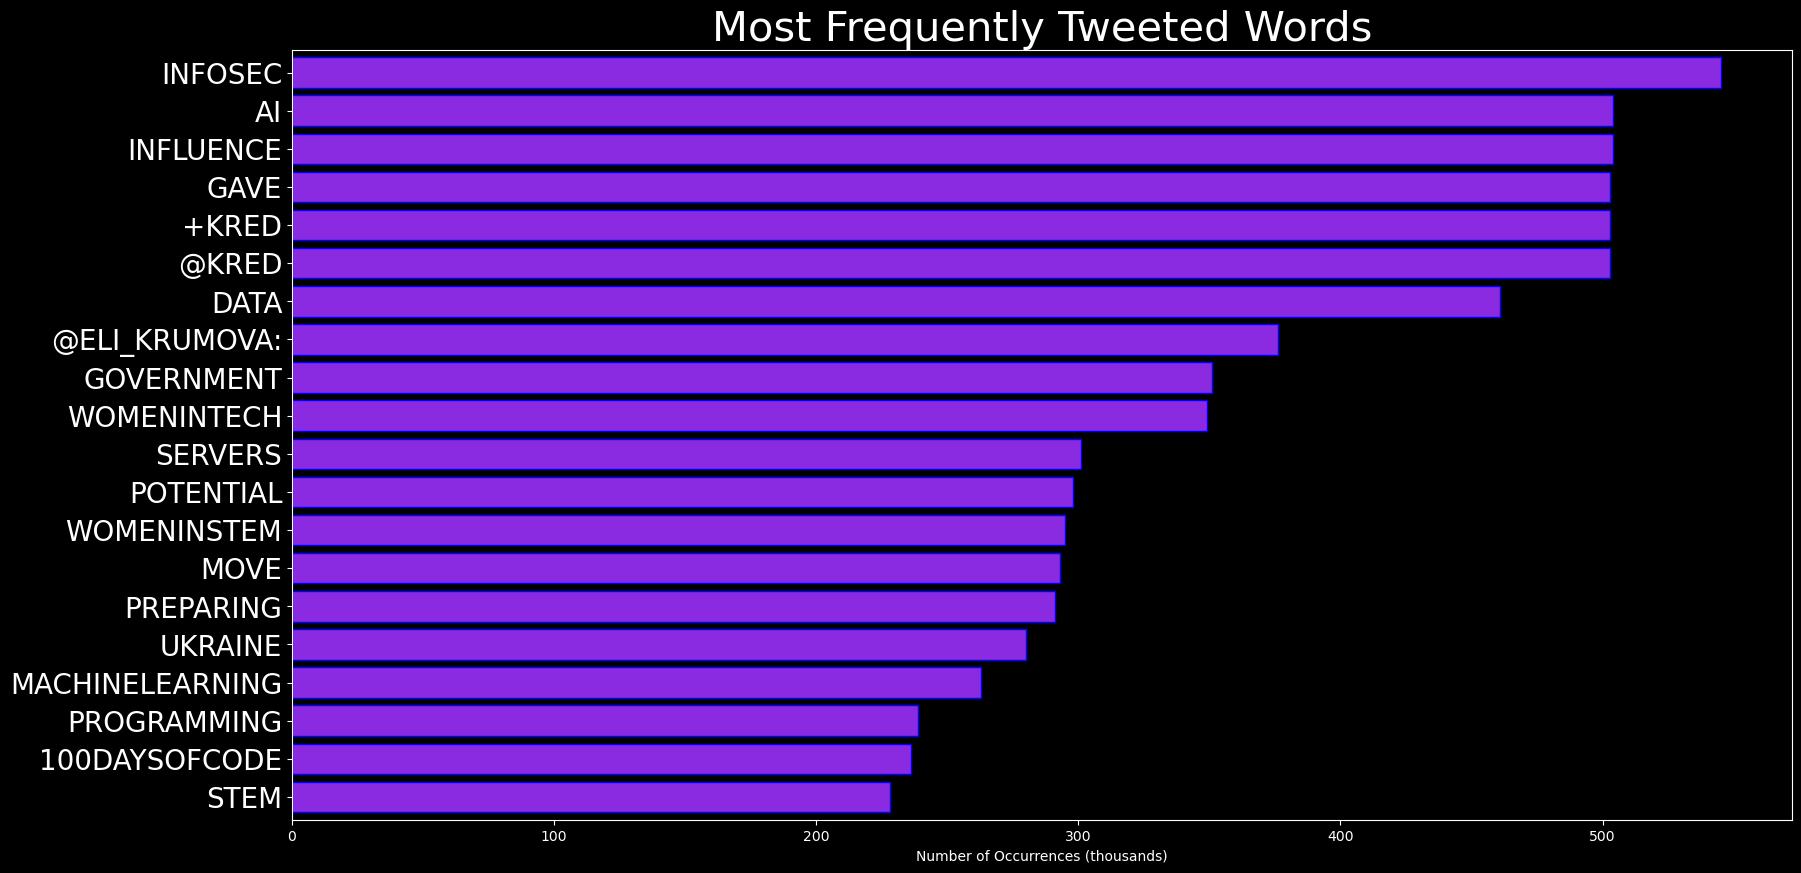 Most Frequently Tweeted Words
INFOSEC
AI
INFLUENCE
GAVE
+KRED
@KRED
DATA
@ELI_KRUMOVA:
GOVERNMENT
WOMENINTECH
SERVERS
POTENTIAL
WOMENINSTEM
MOVE
PREPARING
UKRAINE
MACHINELEARNING
PROGRAMMING
100DAYSOFCODE
STEM
0 100 200 300 400 500
Number of Occurrences (thousands)